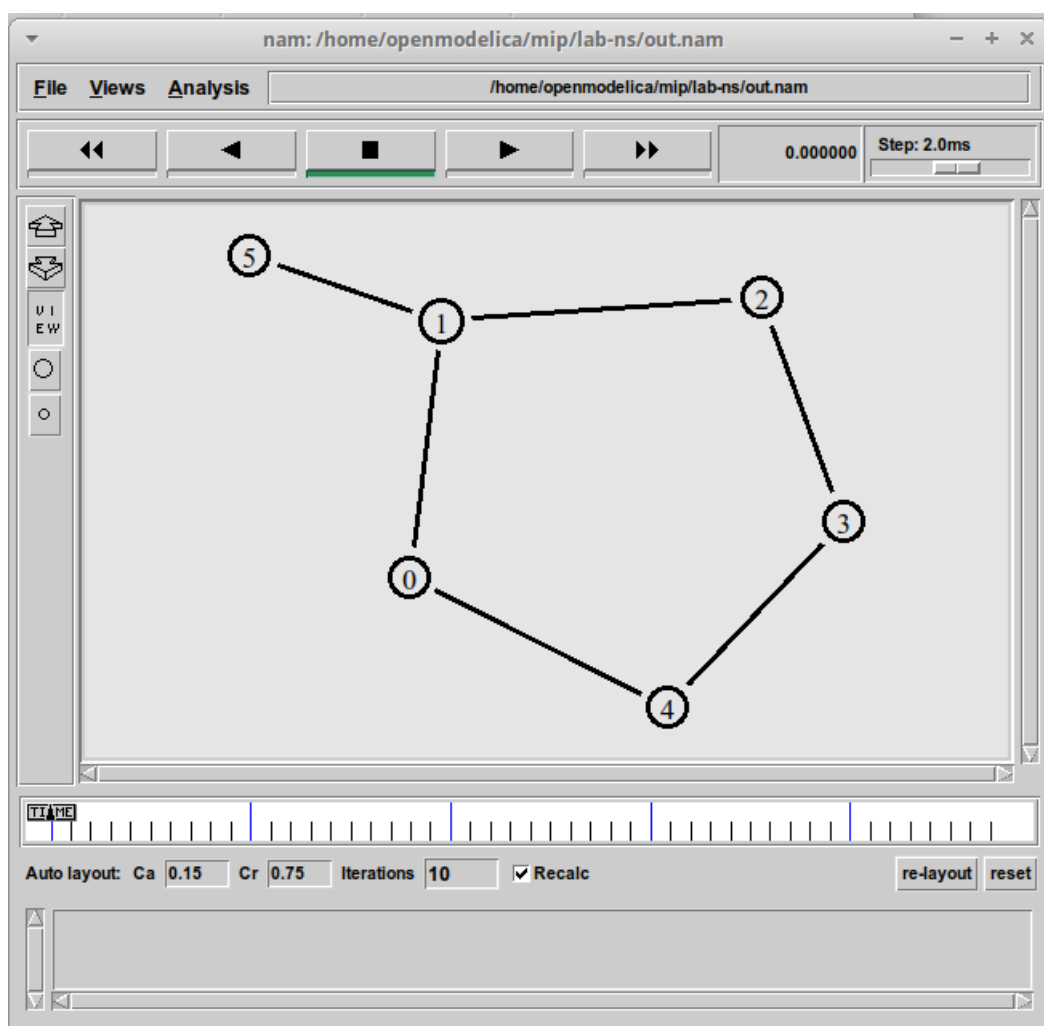 nam: /home/openmodelica/mip/lab-ns/out.nam
File Views Analysis /home/openmodelica/mip/lab-ns/out.nam
0.000000 Step: 2.0ms
V I
E W
5
1
2
3
0
4
TIME
Auto layout: Ca 0.15 Cr 0.75 Iterations 10 Recalc re-layout reset